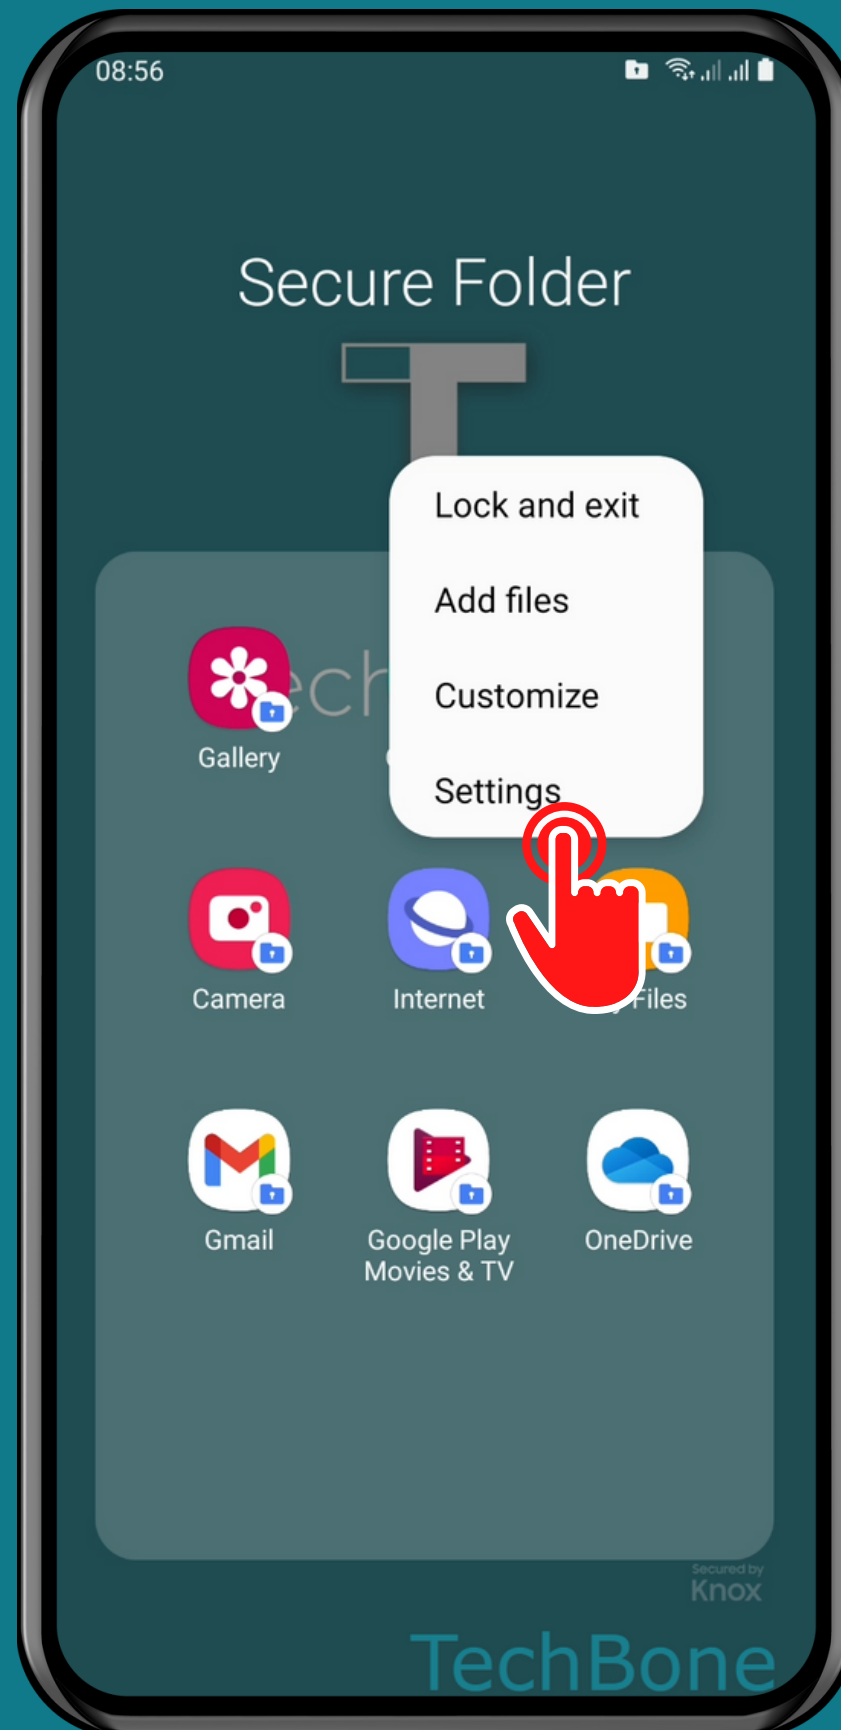 08:56
Secure Folder
Lock and exit
Add files
Customize
Settings
Gallery
Camera
Internet
Files
Gmail
Google Play
Movies & TV
OneDrive
Secured by
Knox
TechBone